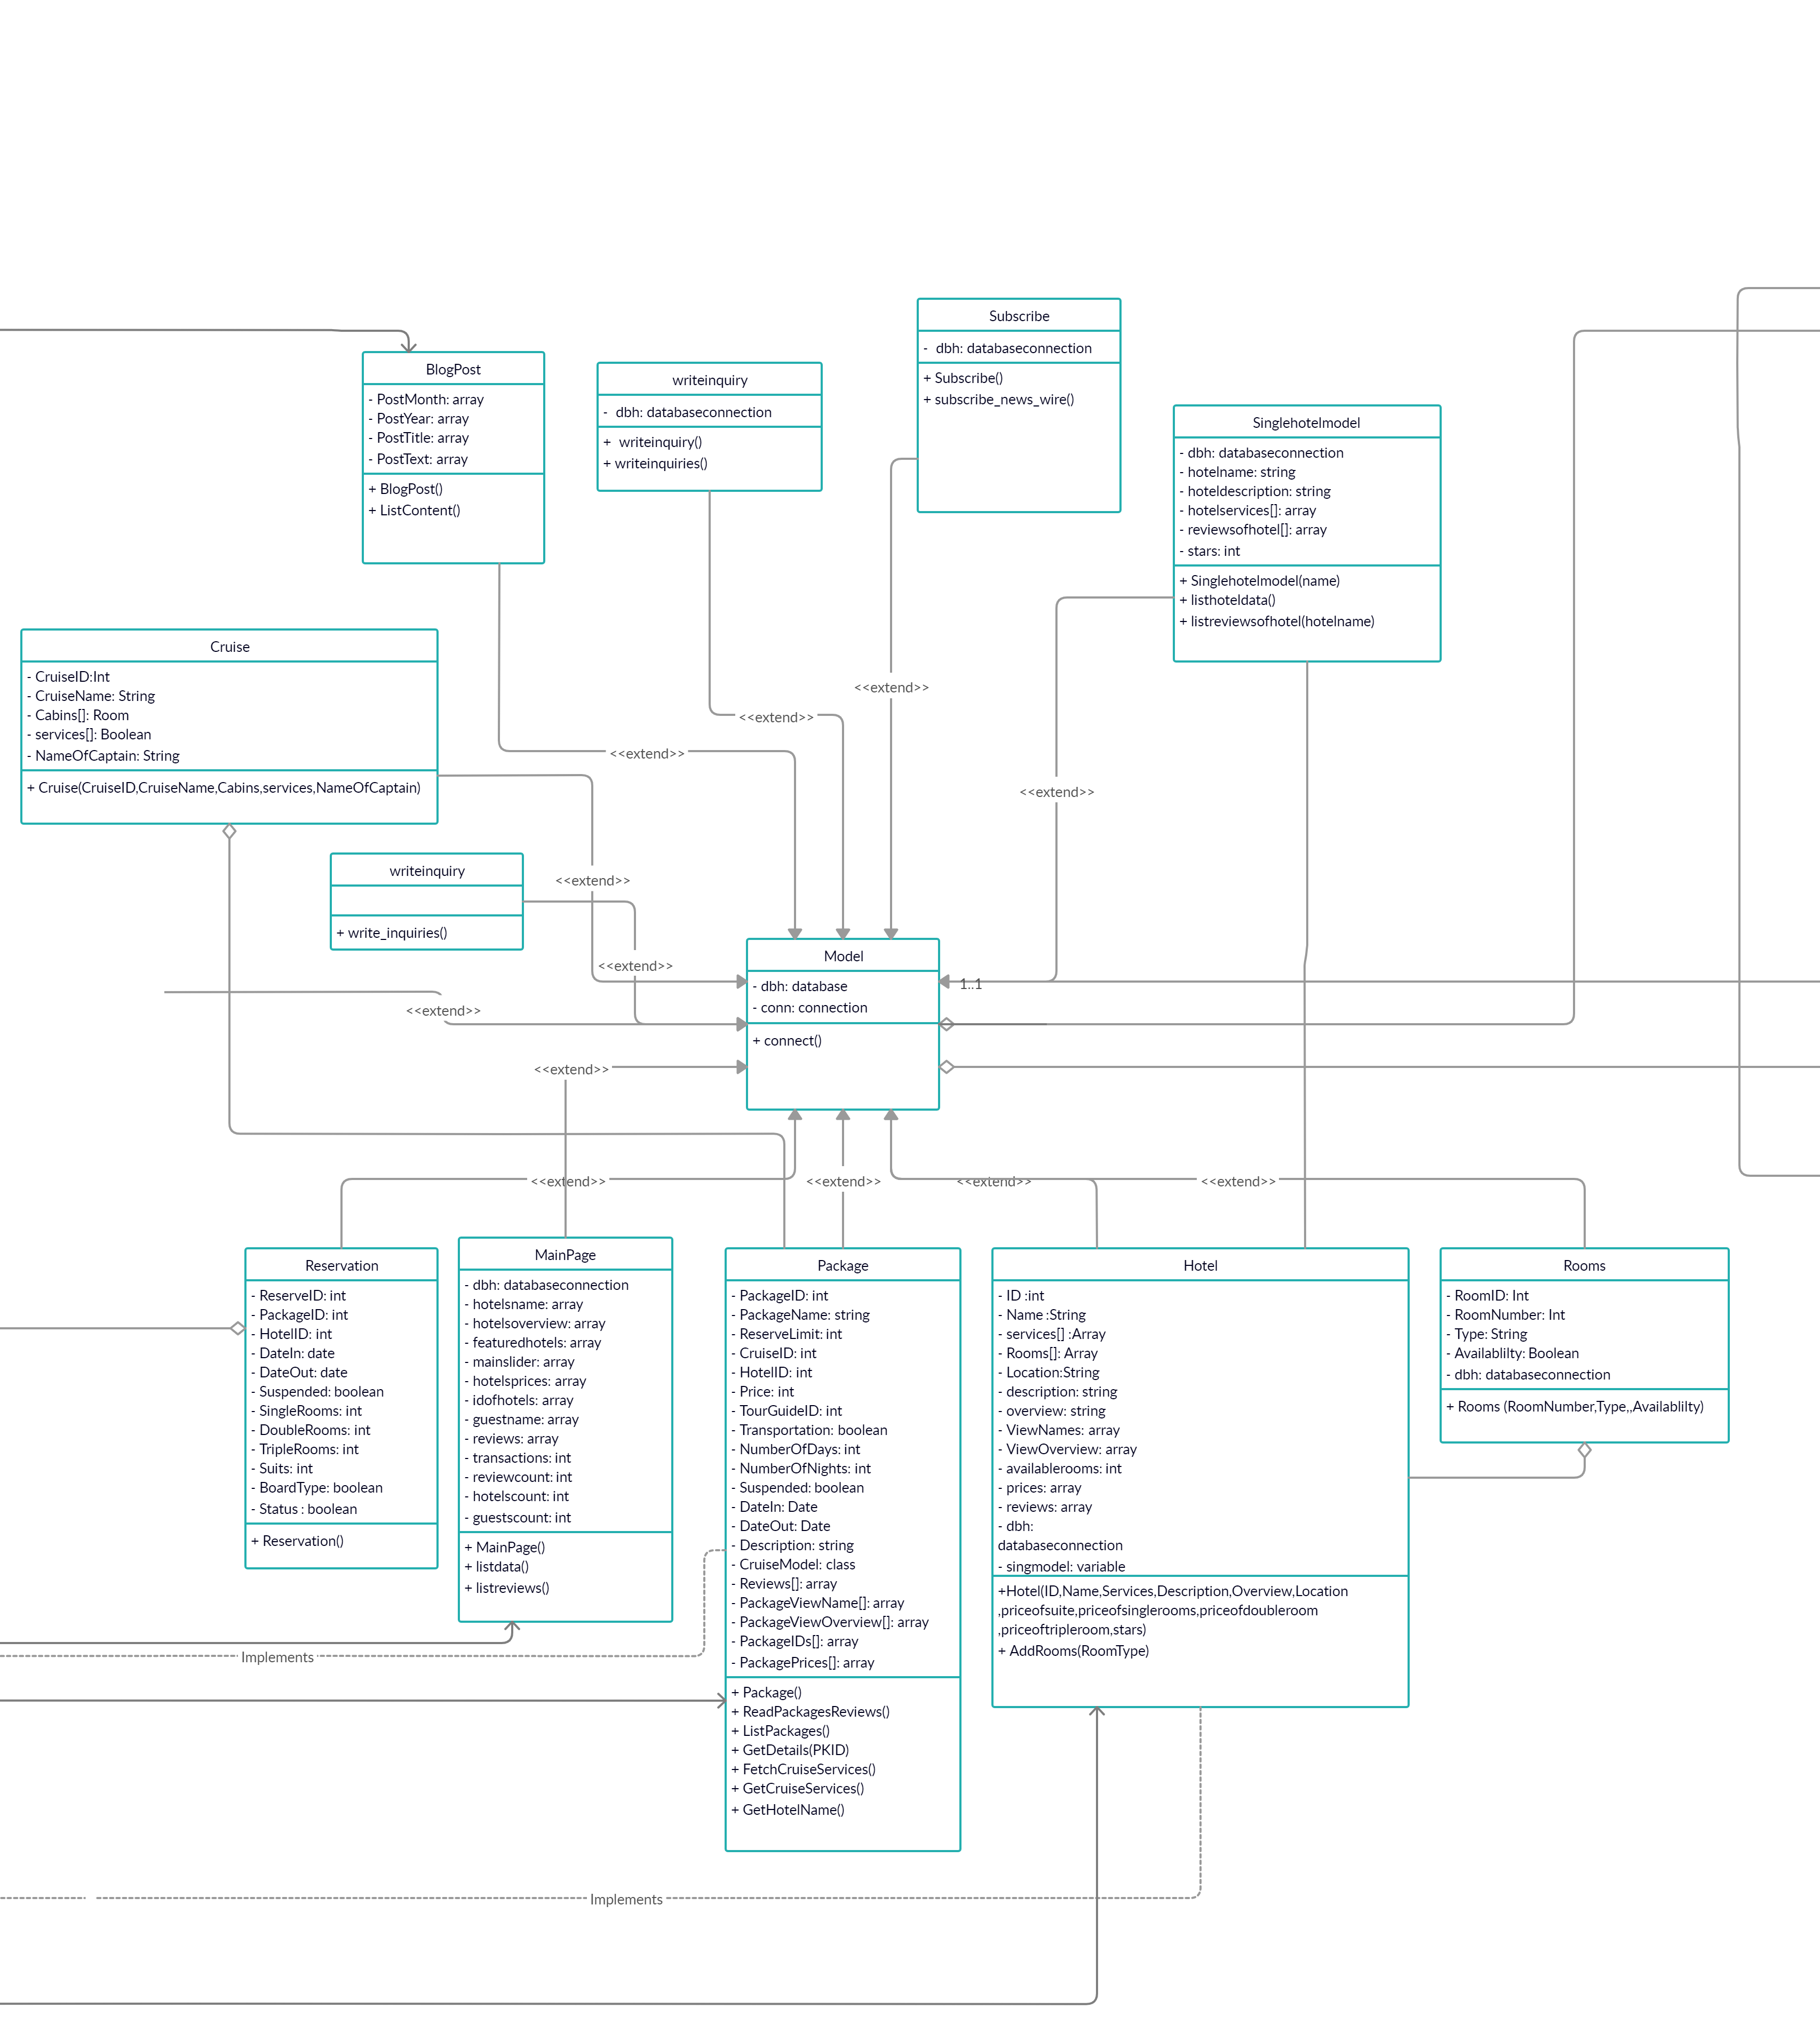 Subscribe
-  dbh: databaseconnection
+ Subscribe()
+ subscribe_news_wire()
BlogPost
- PostMonth: array
- PostYear: array
- PostTitle: array
- PostText: array
+ BlogPost()
+ ListContent()
writeinquiry
-  dbh: databaseconnection
+  writeinquiry()
+ writeinquiries()
Singlehotelmodel
- dbh: databaseconnection
- hotelname: string
- hoteldescription: string
- hotelservices[]: array
- reviewsofhotel[]: array
- stars: int
+ Singlehotelmodel(name)
+ listhoteldata()
+ listreviewsofhotel(hotelname)
Cruise
- CruiseID:Int
- CruiseName: String
- Cabins[]: Room
- services[]: Boolean
- NameOfCaptain: String
+ Cruise(CruiseID,CruiseName,Cabins,services,NameOfCaptain)
<<extend>>
<<extend>>
<<extend>>
<<extend>>
writeinquiry
+ write_inquiries()
<<extend>>
<<extend>>
<<extend>>
<<extend>>
Model
- dbh: database
- conn: connection
+ connect()
1..1
<<extend>>
<<extend>>
<<extend>>
<<extend>>
Reservation
- ReserveID: int
- PackageID: int
- HotelID: int
- DateIn: date
- DateOut: date
- Suspended: boolean
- SingleRooms: int
- DoubleRooms: int
- TripleRooms: int
- Suits: int
- BoardType: boolean
- Status : boolean
+ Reservation()
MainPage
- dbh: databaseconnection
- hotelsname: array
- hotelsoverview: array
- featuredhotels: array
- mainslider: array
- hotelsprices: array
- idofhotels: array
- guestname: array
- reviews: array
- transactions: int
- reviewcount: int
- hotelscount: int
- guestscount: int
+ MainPage()
+ listdata()
+ listreviews()
Package
- PackageID: int
- PackageName: string
- ReserveLimit: int
- CruiseID: int
- HotelID: int
- Price: int
- TourGuideID: int
- Transportation: boolean
- NumberOfDays: int
- NumberOfNights: int
- Suspended: boolean
- DateIn: Date
- DateOut: Date
- Description: string
- CruiseModel: class
- Reviews[]: array
- PackageViewName[]: array
- PackageViewOverview[]: array
- PackageIDs[]: array
- PackagePrices[]: array
+ Package()
+ ReadPackagesReviews()
+ ListPackages()
+ GetDetails(PKID)
+ FetchCruiseServices()
+ GetCruiseServices()
+ GetHotelName()
Hotel
- ID :int
- Name :String
- services[] :Array
- Rooms[]: Array
- Location:String
- description: string
- overview: string
- ViewNames: array
- ViewOverview: array
- availablerooms: int
- prices: array
- reviews: array
- dbh:
databaseconnection
- singmodel: variable
+Hotel(ID,Name,Services,Description,Overview,Location
,priceofsuite,priceofsinglerooms,priceofdoubleroom
,priceoftripleroom,stars)
+ AddRooms(RoomType)
Rooms
- RoomID: Int
- RoomNumber: Int
- Type: String
- Availablilty: Boolean
- dbh: databaseconnection
+ Rooms (RoomNumber,Type,,Availablilty)
Implements
Implements